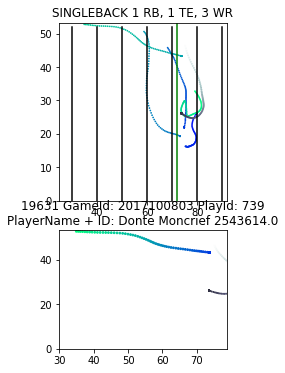 SINGLEBACK 1 RB, 1 TE, 3 WR
50
40
30
20
10
0
40 60 80
19631 GameId: 2017100803 PlayId: 739
PlayerName + ID: Donte Moncrief 2543614.0
40
20
0
30 40 50 60 70